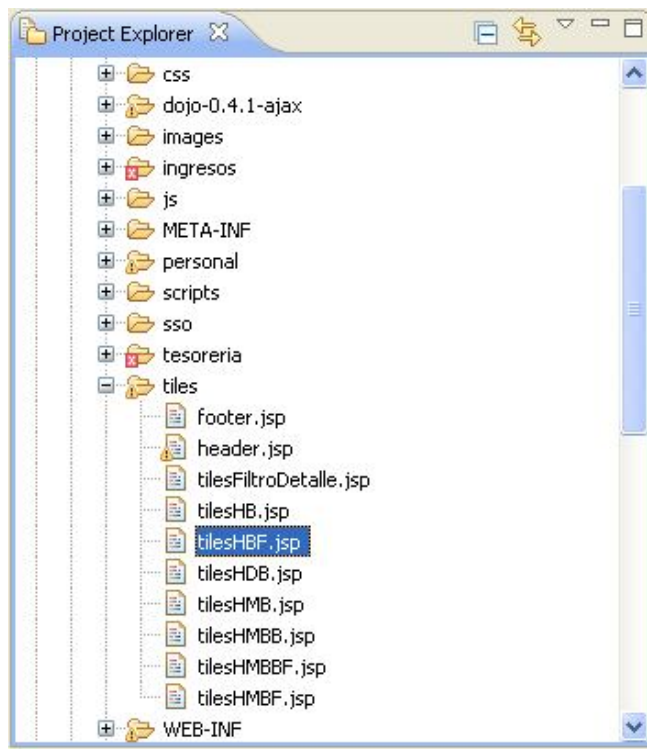 Project Explorer
css
dojo-0.4.1-ajax
images
ingresos
js
META-INF
personal
scripts
sso
tesoreria
tiles
footer.jsp
header.jsp
tilesFiltroDetalle.jsp
tilesHB.jsp
tilesHBF.jsp
tilesHDB.jsp
tilesHMB.jsp
tilesHMBB.jsp
tilesHMBBF.jsp
tilesHMBF.jsp
WEB-INF